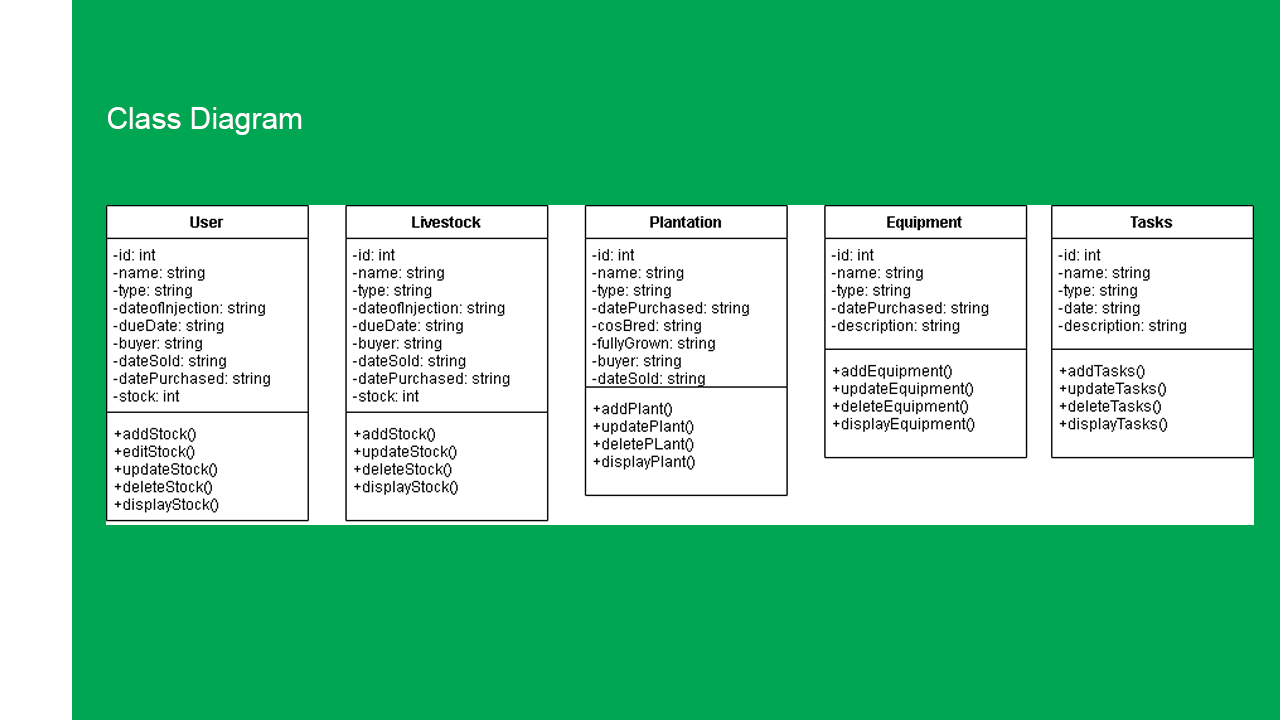 Class Diagram
User
-id: int
-name: string
-type: string
-dateofInjection: string
-dueDate: string
-buyer: string
-dateSold: string
-datePurchased: string
-stock: int
+addStock()
+editStock()
+updateStock()
+deleteStock()
+displayStock()
Livestock
-id: int
-name: string
-type: string
-dateofInjection: string
-dueDate: string
-buyer: string
-dateSold: string
-datePurchased: string
-stock: int
+addStock()
+updateStock()
+deleteStock()
+displayStock()
Plantation
-id: int
-name: string
-type: string
-datePurchased: string
-cosBred: string
-fullyGrown: string
-buyer: string
-dateSold: string
+addPlant()
+updatePlant()
+deletePLant()
+displayPlant()
Equipment
-id: int
-name: string
-type: string
-datePurchased: string
-description: string
+addEquipment()
+updateEquipment()
+deleteEquipment()
+displayEquipment()
Tasks
-id: int
-name: string
-type: string
-date: string
-description: string
+addTasks()
+updateTasks()
+deleteTasks()
+displayTasks()